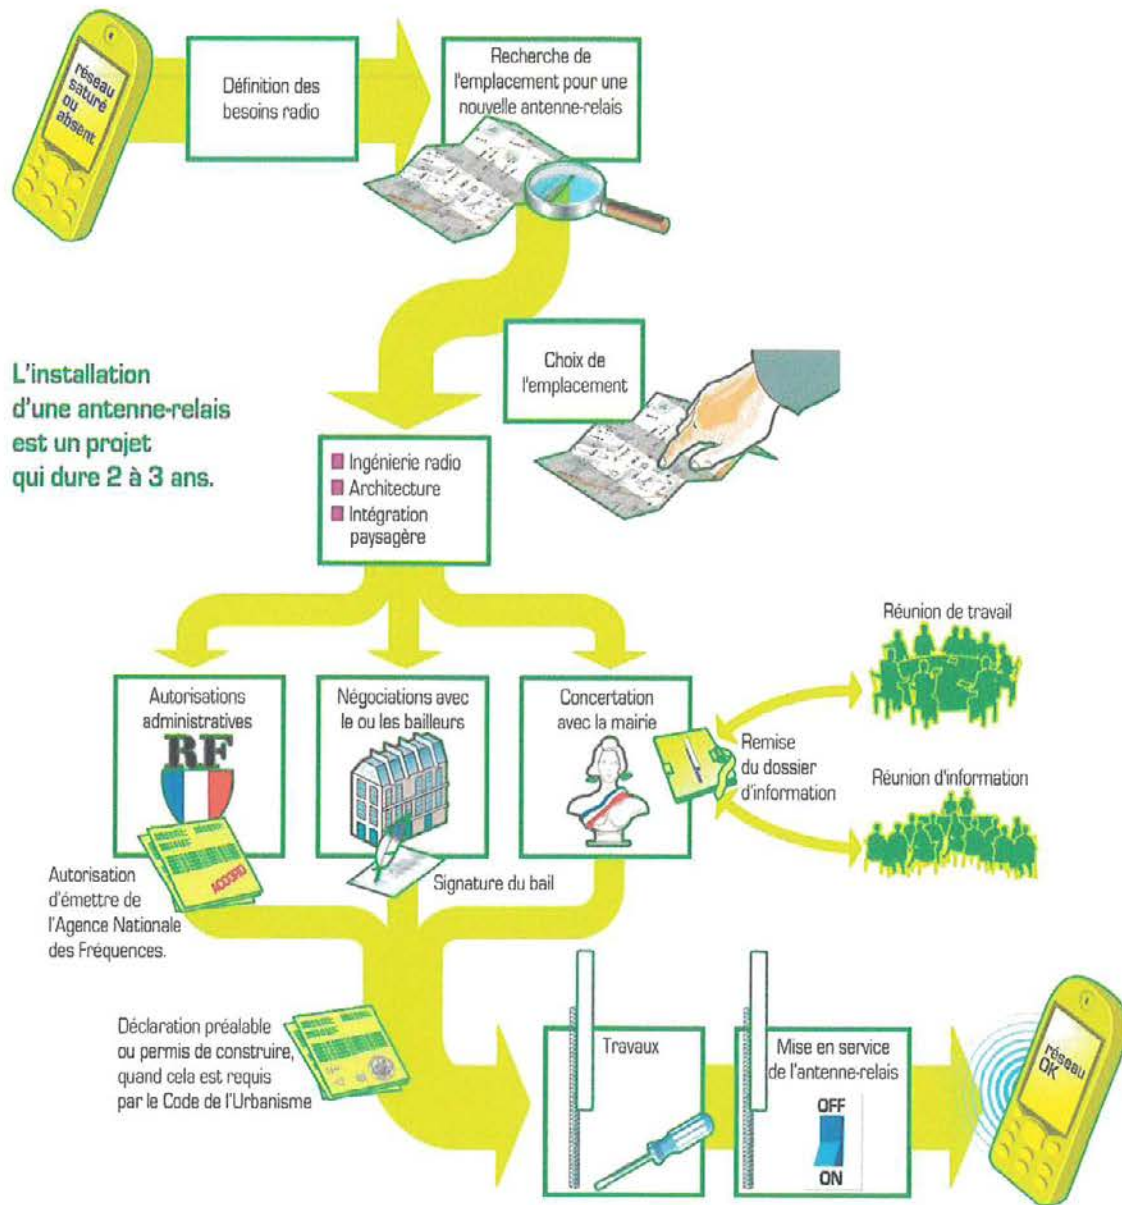 réseau
saturé
ou
absent
Définition des
besoins radio
Recherche de
l'emplacement pour une
nouvelle antenne-relais
Choix de
l'emplacement
L'installation
d'une antenne-relais
est un projet
qui dure 2 à 3 ans.
Ingénierie radio
Architecture
Intégration
paysagère
Autorisations
administratives
RF
Négociations avec
le ou les bailleurs
Concertation
avec la mairie
Réunion de travail
Remise
du dossier
d'information
Réunion d'information
ACCORD
Autorisation
d'émettre de
l'Agence Nationale
des Fréquences.
Signature du bail
Déclaration préalable
ou permis de construire,
quand cela est requis
par le Code de l'Urbanisme
Travaux
Mise en service
de l'antenne-relais
OFF
ON
réseau
OK